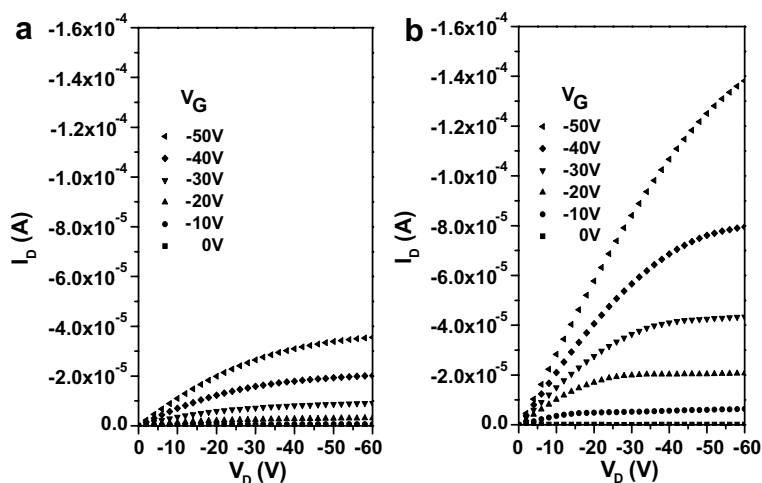 a
-1.6x10⁻⁴
-1.4x10⁻⁴
-1.2x10⁻⁴
-1.0x10⁻⁴
-8.0x10⁻⁵
-6.0x10⁻⁵
-4.0x10⁻⁵
-2.0x10⁻⁵
0.0
I_D (A)
V_G
-50V
-40V
-30V
-20V
-10V
0V
0 -10 -20 -30 -40 -50 -60
V_D (V)
b
-1.6x10⁻⁴
-1.4x10⁻⁴
-1.2x10⁻⁴
-1.0x10⁻⁴
-8.0x10⁻⁵
-6.0x10⁻⁵
-4.0x10⁻⁵
-2.0x10⁻⁵
0.0
I_D (A)
V_G
-50V
-40V
-30V
-20V
-10V
0V
0 -10 -20 -30 -40 -50 -60
V_D (V)